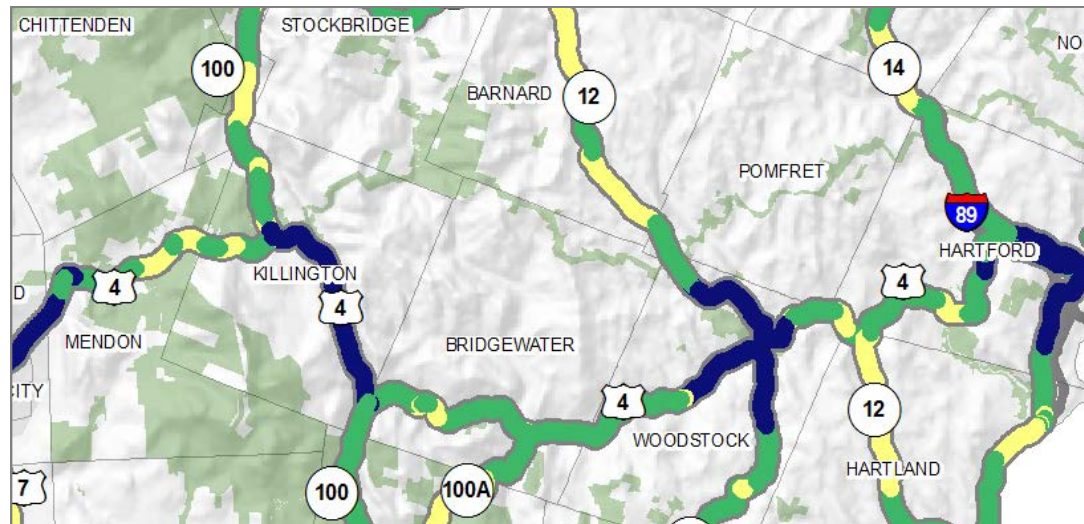 CHITTENDEN
STOCKBRIDGE
NO
100
14
BARNARD
12
POMFRET
89
HARTFORD
D
4
KILLINGTON
4
4
MENDON
BRIDGEWATER
CITY
4
12
WOODSTOCK
HARTLAND
7
100
100A